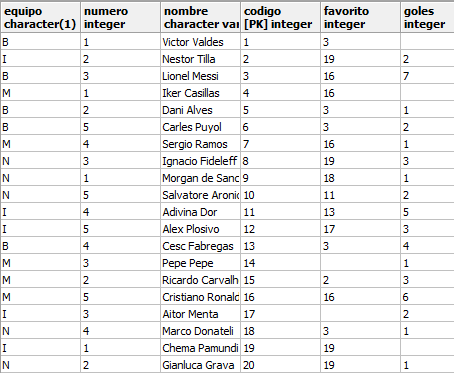 equipo numero nombre codigo favorito goles
character(1) integer character var [PK] integer integer integer
B 1 Victor Valdes 1 3
I 2 Nestor Tilla 2 19 2
B 3 Lionel Messi 3 16 7
M 1 Iker Casillas 4 16
B 2 Dani Alves 5 3 1
B 5 Carles Puyol 6 3 2
M 4 Sergio Ramos 7 16 1
N 3 Ignacio Fideleff 8 19 3
N 1 Morgan de Sanc 9 18 1
N 5 Salvatore Aronic 10 11 2
I 4 Adivina Dor 11 13 5
I 5 Alex Plosivo 12 17 3
B 4 Cesc Fabregas 13 3 4
M 3 Pepe Pepe 14 1
M 2 Ricardo Carvalh 15 2 3
M 5 Cristiano Ronald 16 16 6
I 3 Aitor Menta 17 2
N 4 Marco Donateli 18 3 1
I 1 Chema Pamundi 19 19
N 2 Gianluca Grava 20 19 1